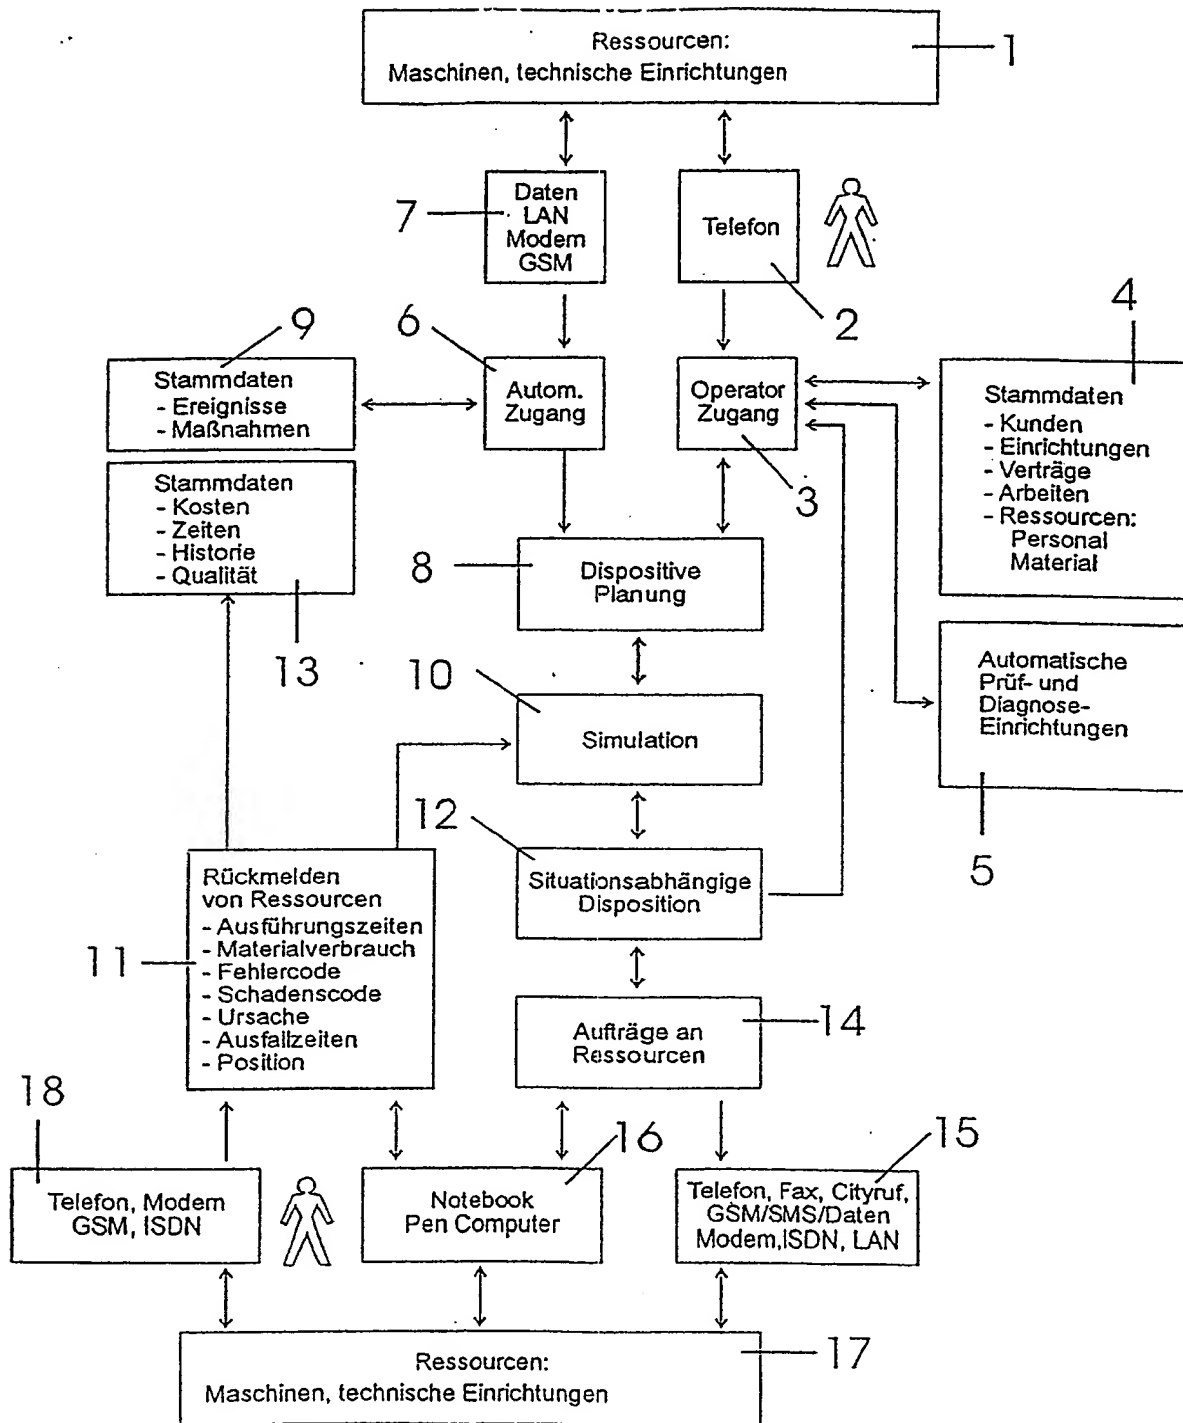 Ressourcen:
Maschinen, technische Einrichtungen
1
Daten
LAN
Modem
GSM
7
Telefon
2
4
9
6
Stammdaten
- Ereignisse
- Maßnahmen
Autom.
Zugang
Operator
Zugang
3
Stammdaten
- Kunden
- Einrichtungen
- Verträge
- Arbeiten
- Ressourcen:
Personal
Material
Stammdaten
- Kosten
- Zeiten
- Historie
- Qualität
13
8
Dispositive
Planung
Automatische
Prüf- und
Diagnose-
Einrichtungen
5
10
Simulation
12
Situationsabhängige
Disposition
11
Rückmelden
von Ressourcen
- Ausführungszeiten
- Materialverbrauch
- Fehlercode
- Schadenscode
- Ursache
- Ausfallzeiten
- Position
Aufträge an
Ressourcen
14
18
16
15
Telefon, Modem
GSM, ISDN
Notebook
Pen Computer
Telefon, Fax, Cityruf,
GSM/SMS/Daten
Modem,ISDN, LAN
Ressourcen:
Maschinen, technische Einrichtungen
17